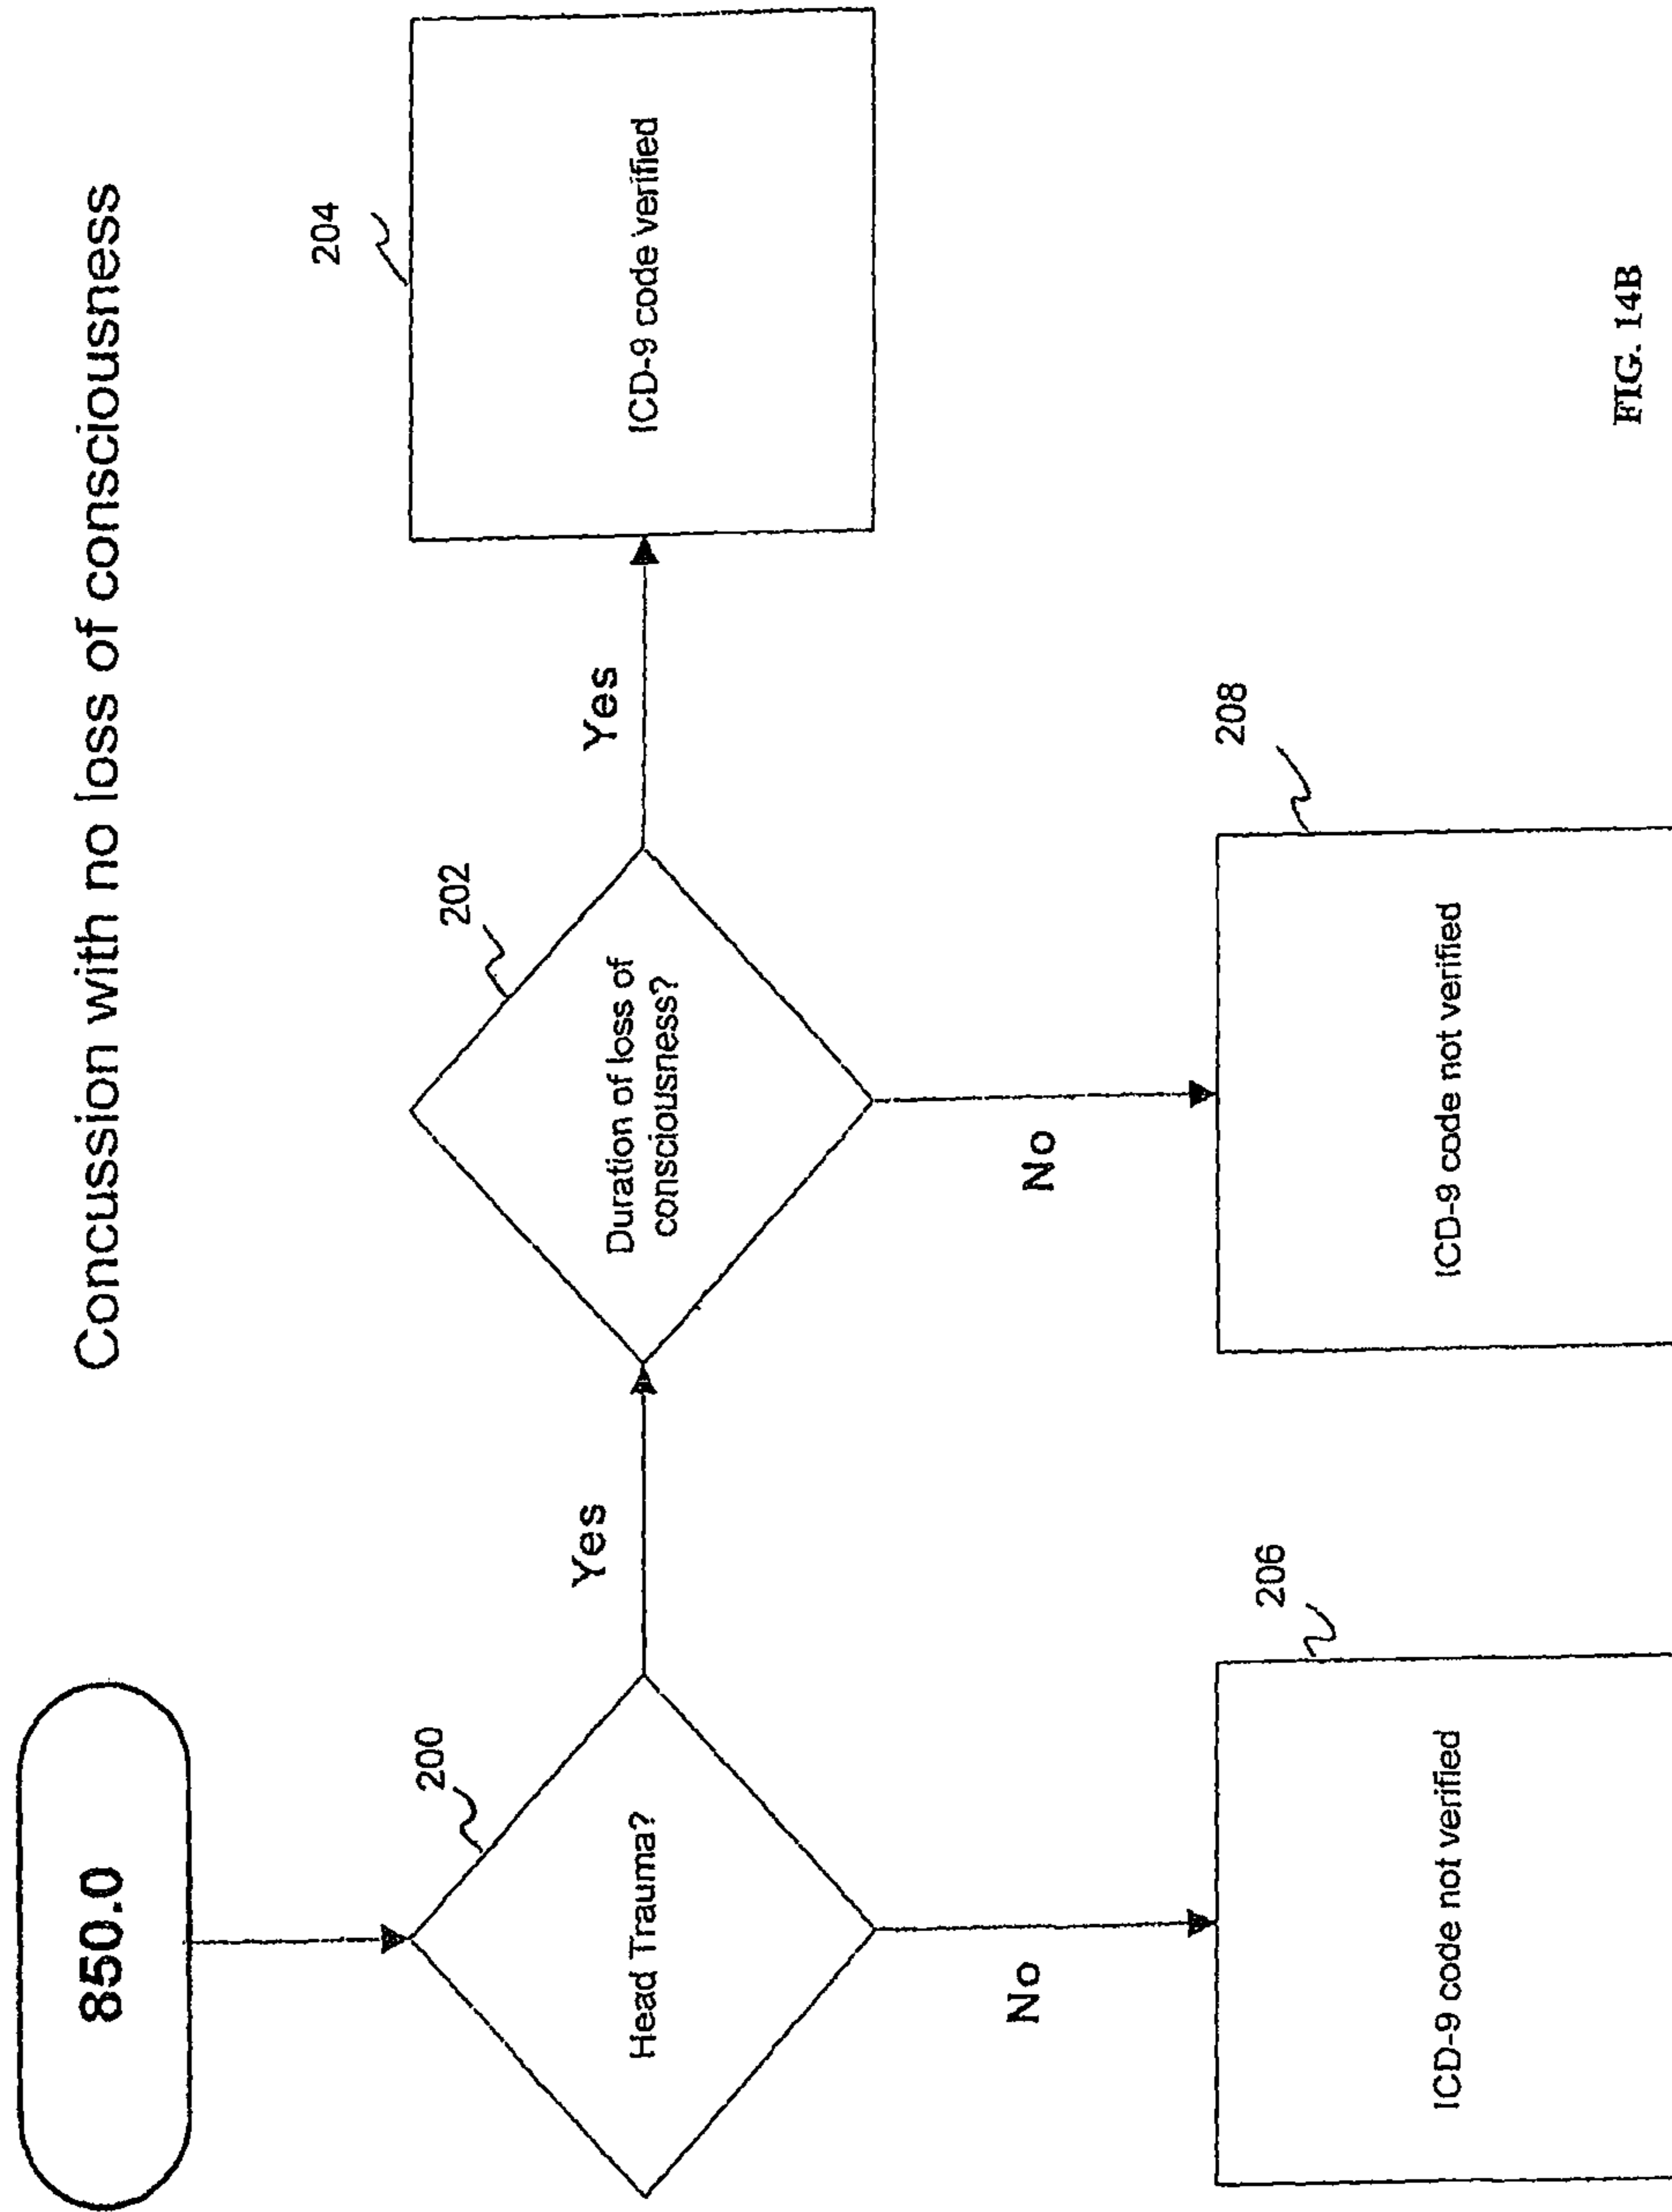 850.0
Concussion with no loss of consciousness
200
Head Trauma?
Yes
202
Duration of loss of
consciousness?
Yes
204
ICD-9 code verified
No
206
ICD-9 code not verified
No
208
ICD-9 code not verified
FIG. 14B